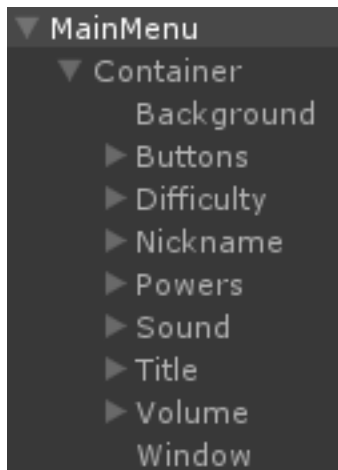 MainMenu
Container
Background
Buttons
Difficulty
Nickname
Powers
Sound
Title
Volume
Window